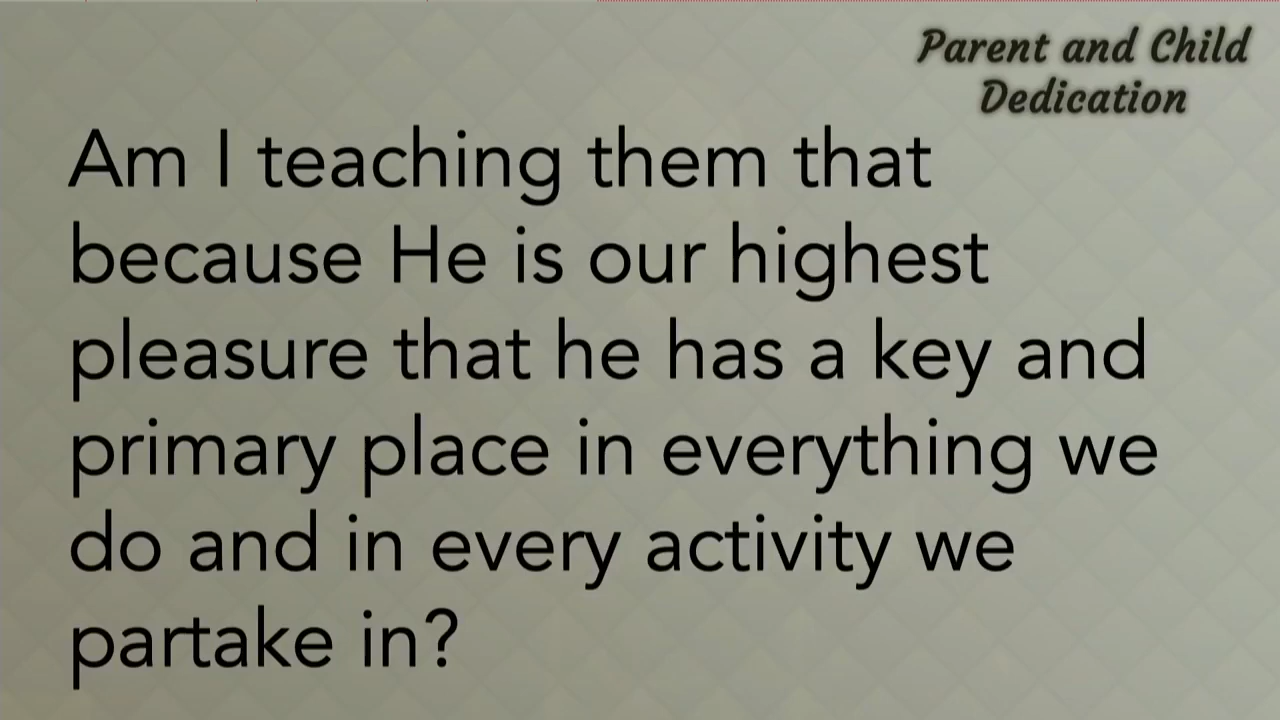 Parent and Child
Dedication
Am I teaching them that
because He is our highest
pleasure that he has a key and
primary place in everything we
do and in every activity we
partake in?